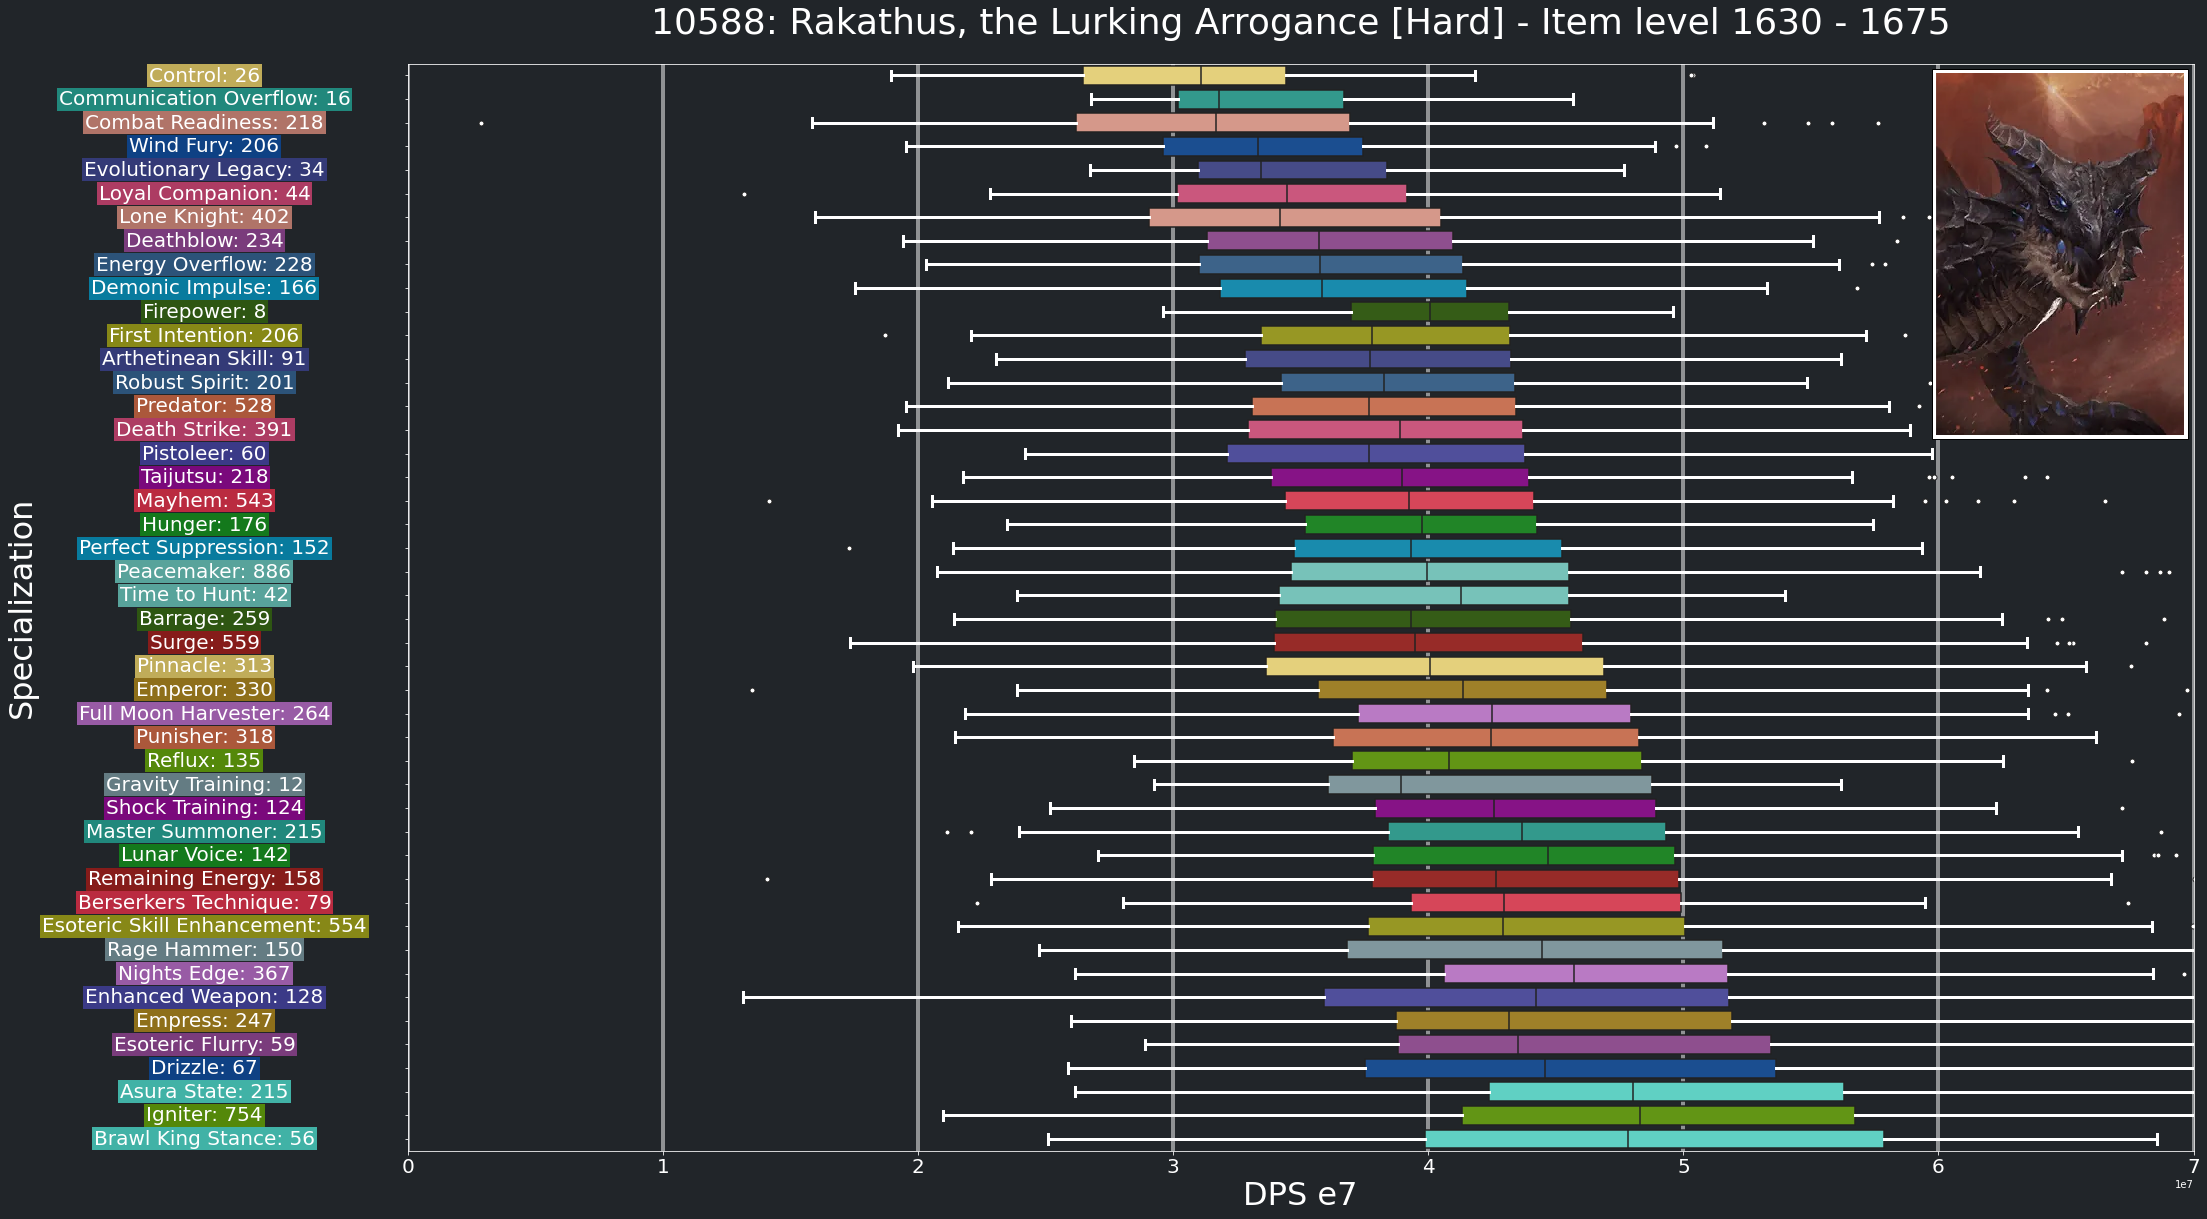 10588: Rakathus, the Lurking Arrogance [Hard] - Item level 1630 - 1675
Specialization
Control: 26
Communication Overflow: 16
Combat Readiness: 218
Wind Fury: 206
Evolutionary Legacy: 34
Loyal Companion: 44
Lone Knight: 402
Deathblow: 234
Energy Overflow: 228
Demonic Impulse: 166
Firepower: 8
First Intention: 206
Arthetinean Skill: 91
Robust Spirit: 201
Predator: 528
Death Strike: 391
Pistoleer: 60
Taijutsu: 218
Mayhem: 543
Hunger: 176
Perfect Suppression: 152
Peacemaker: 886
Time to Hunt: 42
Barrage: 259
Surge: 559
Pinnacle: 313
Emperor: 330
Full Moon Harvester: 264
Punisher: 318
Reflux: 135
Gravity Training: 12
Shock Training: 124
Master Summoner: 215
Lunar Voice: 142
Remaining Energy: 158
Berserkers Technique: 79
Esoteric Skill Enhancement: 554
Rage Hammer: 150
Nights Edge: 367
Enhanced Weapon: 128
Empress: 247
Esoteric Flurry: 59
Drizzle: 67
Asura State: 215
Igniter: 754
Brawl King Stance: 56
0 1 2 3 4 5 6 7
1e7
DPS e7